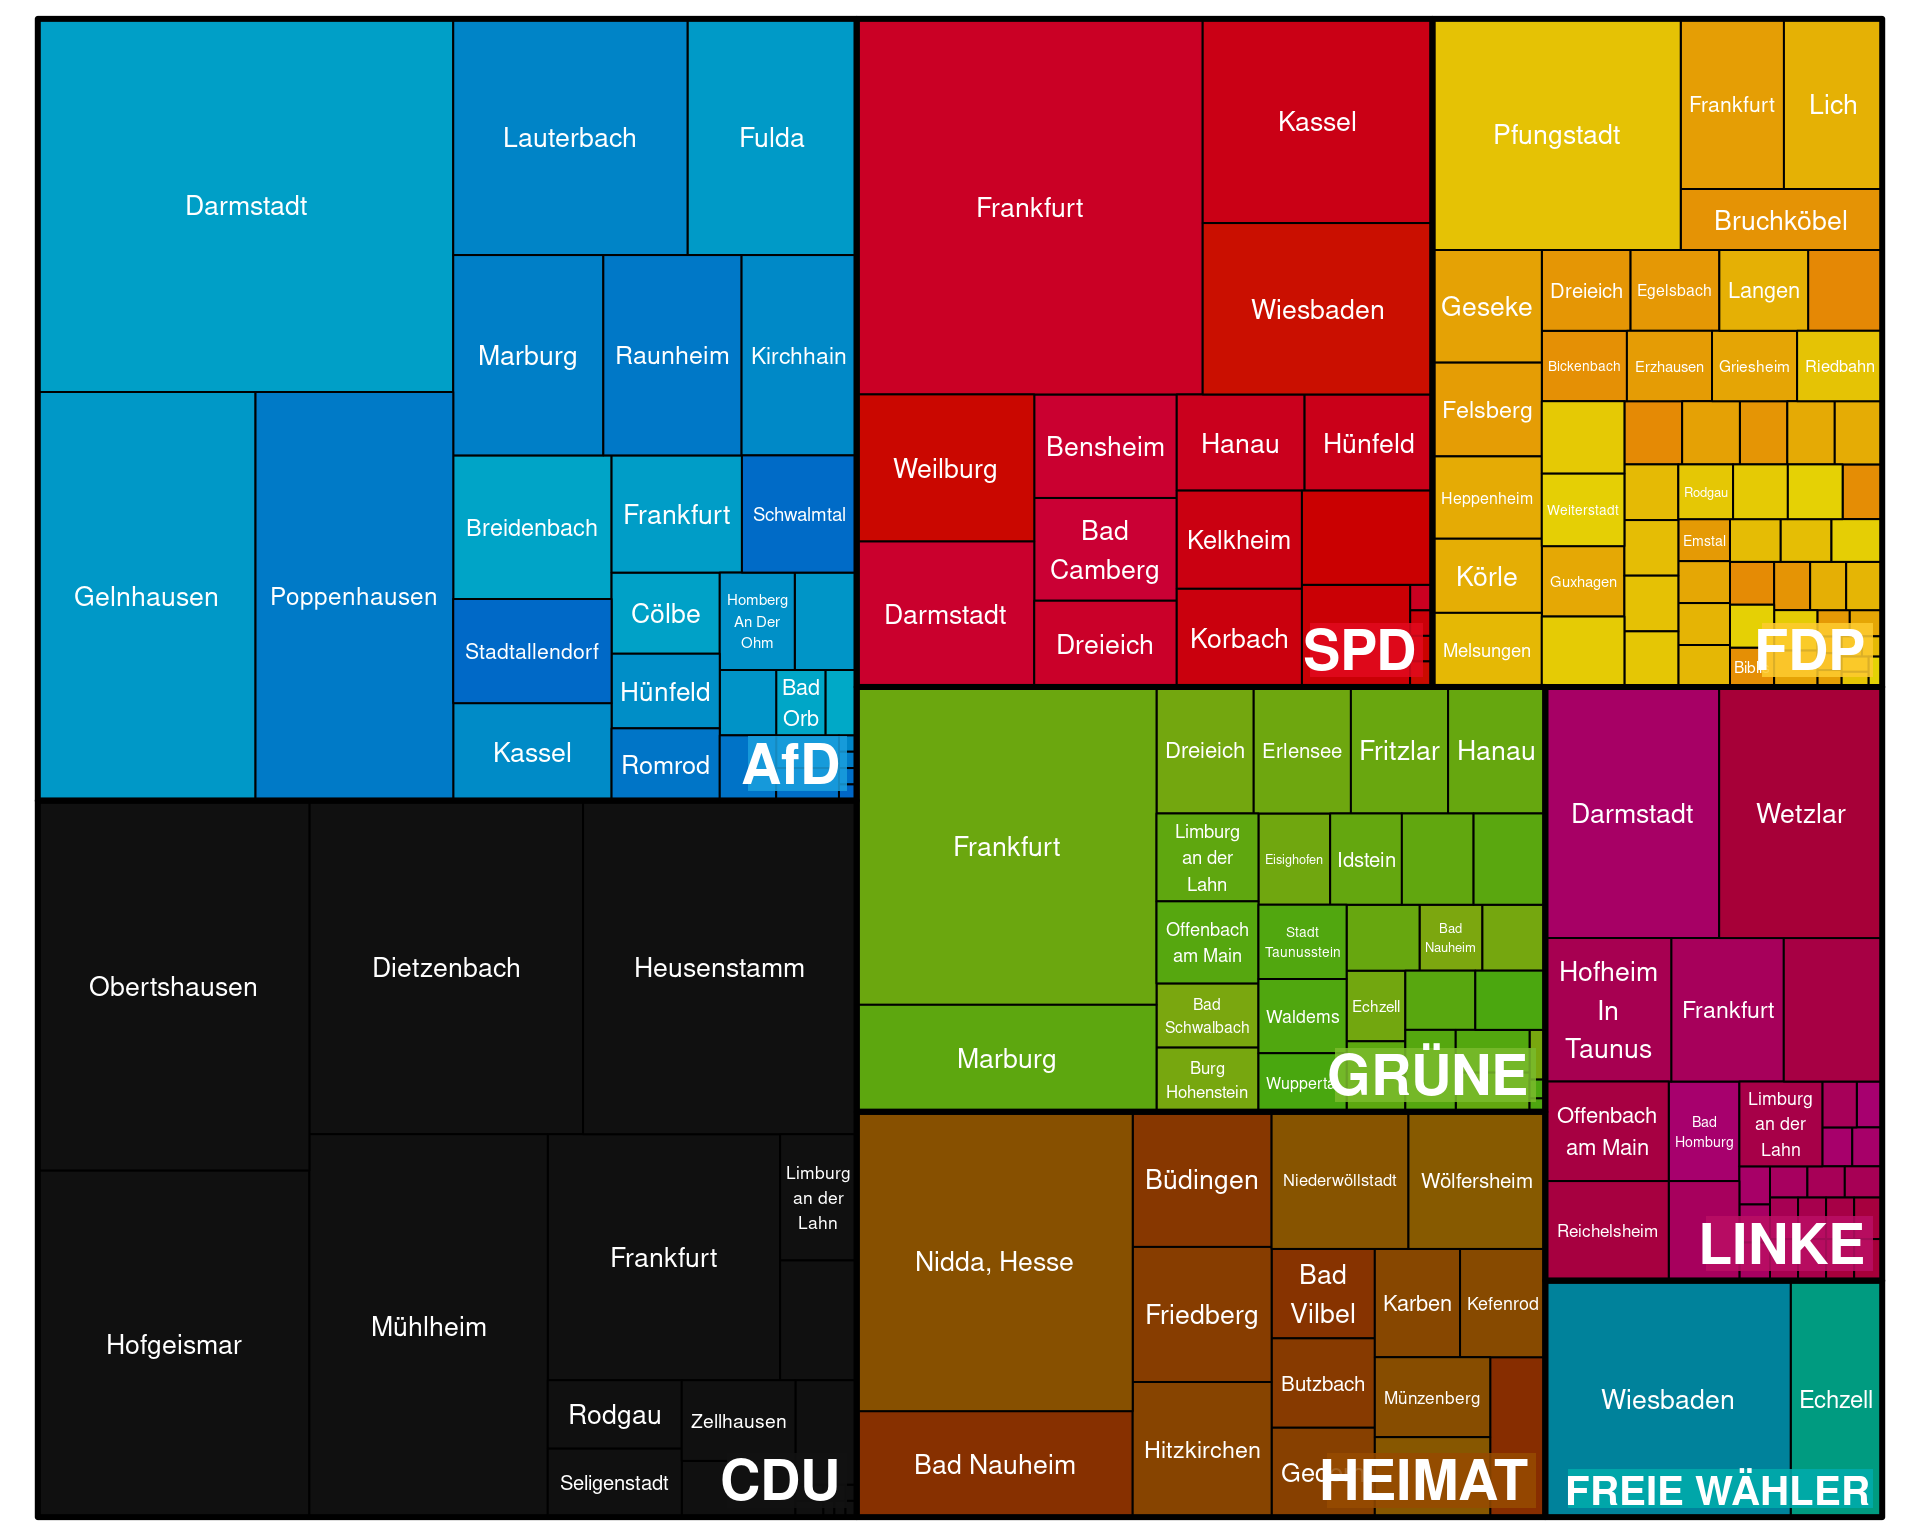 Darmstadt
Lauterbach
Fulda
Marburg
Raunheim
Kirchhain
Gelnhausen
Poppenhausen
Breidenbach
Frankfurt
Schwalmtal
Stadtallendorf
Cölbe
Homberg
An Der
Ohm
Hünfeld
Bad
Orb
Kassel
Romrod
AfD
Frankfurt
Kassel
Wiesbaden
Weilburg
Bensheim
Hanau
Hünfeld
Bad
Camberg
Kelkheim
Darmstadt
Dreieich
Korbach
SPD
Pfungstadt
Frankfurt
Lich
Bruchköbel
Geseke
Dreieich
Egelsbach
Langen
Bickenbach
Erzhausen
Griesheim
Riedbahn
Felsberg
Heppenheim
Weiterstadt
Rodgau
Emstal
Körle
Guxhagen
Melsungen
FDP
Obertshausen
Dietzenbach
Heusenstamm
Hofgeismar
Mühlheim
Frankfurt
Limburg
an der
Lahn
Rodgau
Zellhausen
Seligenstadt
CDU
Frankfurt
Dreieich
Erlensee
Fritzlar
Hanau
Limburg
an der
Lahn
Eisighofen
Idstein
Offenbach
am Main
Stadt
Taunusstein
Bad
Nauheim
Marburg
Bad
Schwalbach
Waldems
Echzell
Burg
Hohenstein
GRÜNE
Nidda, Hesse
Büdingen
Niederwöllstadt
Wölfersheim
Friedberg
Bad
Vilbel
Karben
Kefenrod
Butzbach
Münzenberg
Bad Nauheim
Hitzkirchen
HEIMAT
Darmstadt
Wetzlar
Hofheim
In
Taunus
Frankfurt
Offenbach
am Main
Bad
Homburg
Limburg
an der
Lahn
Reichelsheim
LINKE
Wiesbaden
Echzell
FREIE WÄHLER